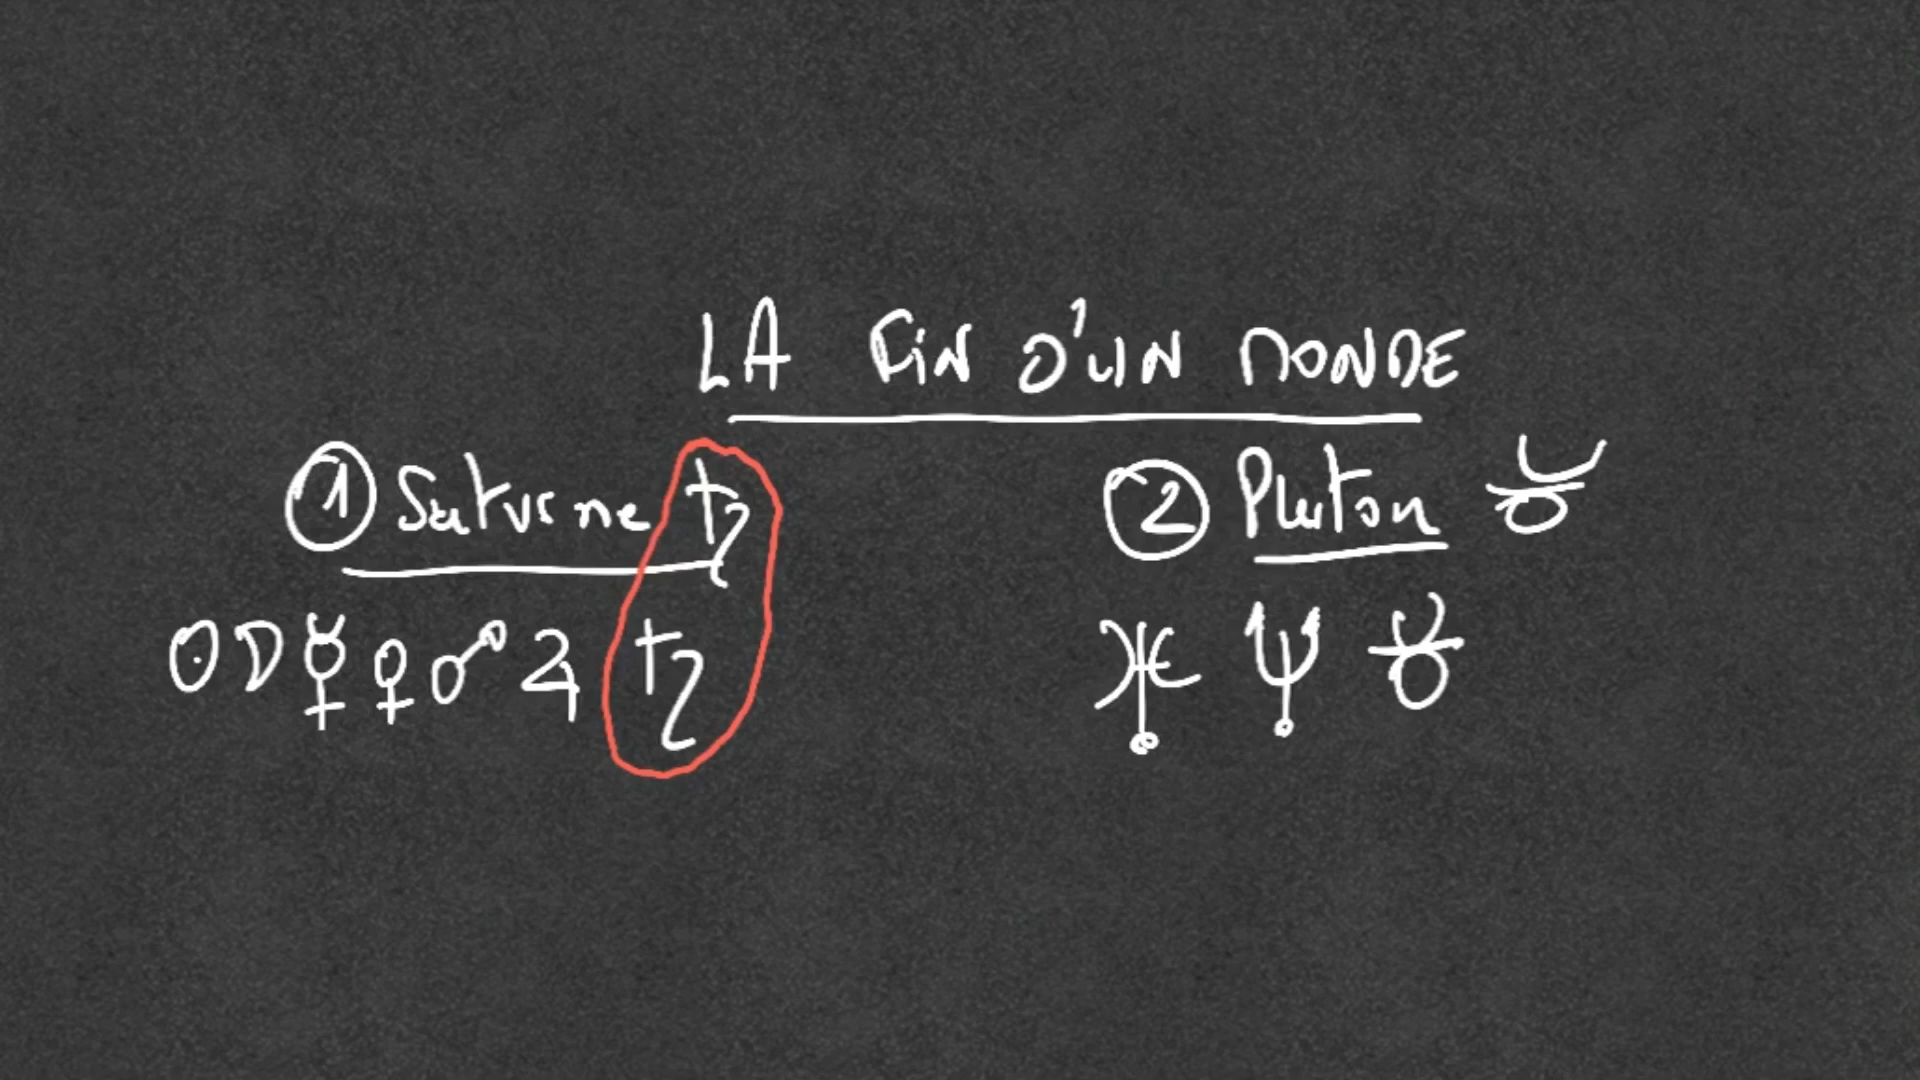 LA FIN D'UN MONDE
① Saturne ♄
② Pluton ♇
☉☽☿♀♂♃♄
♅♆♇